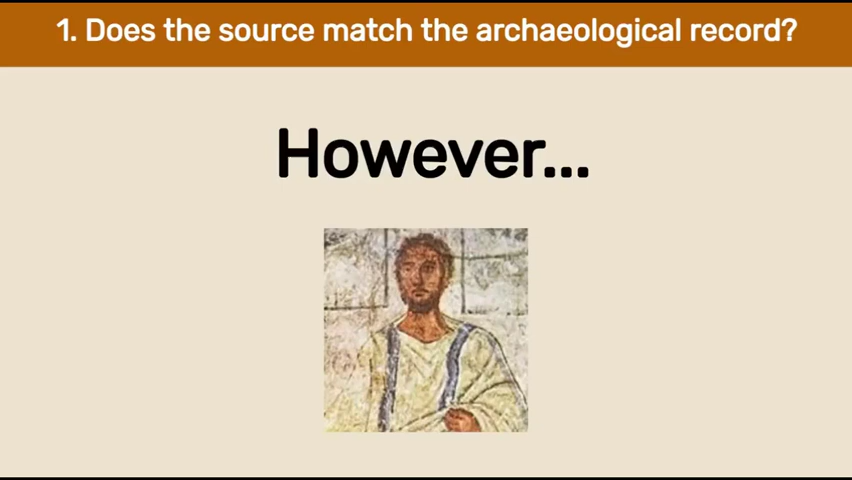 1. Does the source match the archaeological record?
However...